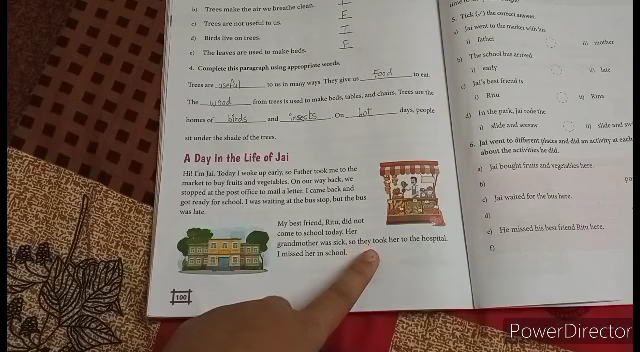 b) Trees make the air we breathe clean.
c) Trees are not useful to us. F
d) Birds live on trees. T
e) The leaves are used to make beds. F
4. Complete this paragraph using appropriate words.
Trees are useful to us in many ways. They give us Food to eat.
The wood from trees is used to make beds, tables, and chairs. Trees are the
homes of birds and insests. On hot days, people
sit under the shade of the trees.
A Day in the Life of Jai
Hi! I'm Jai. Today I woke up early, so Father took me to the
market to buy fruits and vegetables. On our way back, we
stopped at the post office to mail a letter. I came back and
got ready for school. I was waiting at the bus stop, but the bus
was late.
My best friend, Ritu, did not
come to school today. Her
grandmother was sick, so they took her to the hospital.
I missed her in school.
100
5. Tick (✓) the correct answer.
a) Jai went to the market with his
i) father ii) mother
b) The school bus arrived
i) early ii) late
c) Jai's best friend is
i) Ritu ii) Rina
d) In the park, Jai rode the
i) slide and seesaw ii) slide and sw
6. Jai went to different places and did an activity at each
about the activities he did.
a) Jai bought fruits and vegetables here.
b)
c) Jai waited for the bus here.
d)
e) He missed his best friend Ritu here.
f)
PowerDirector